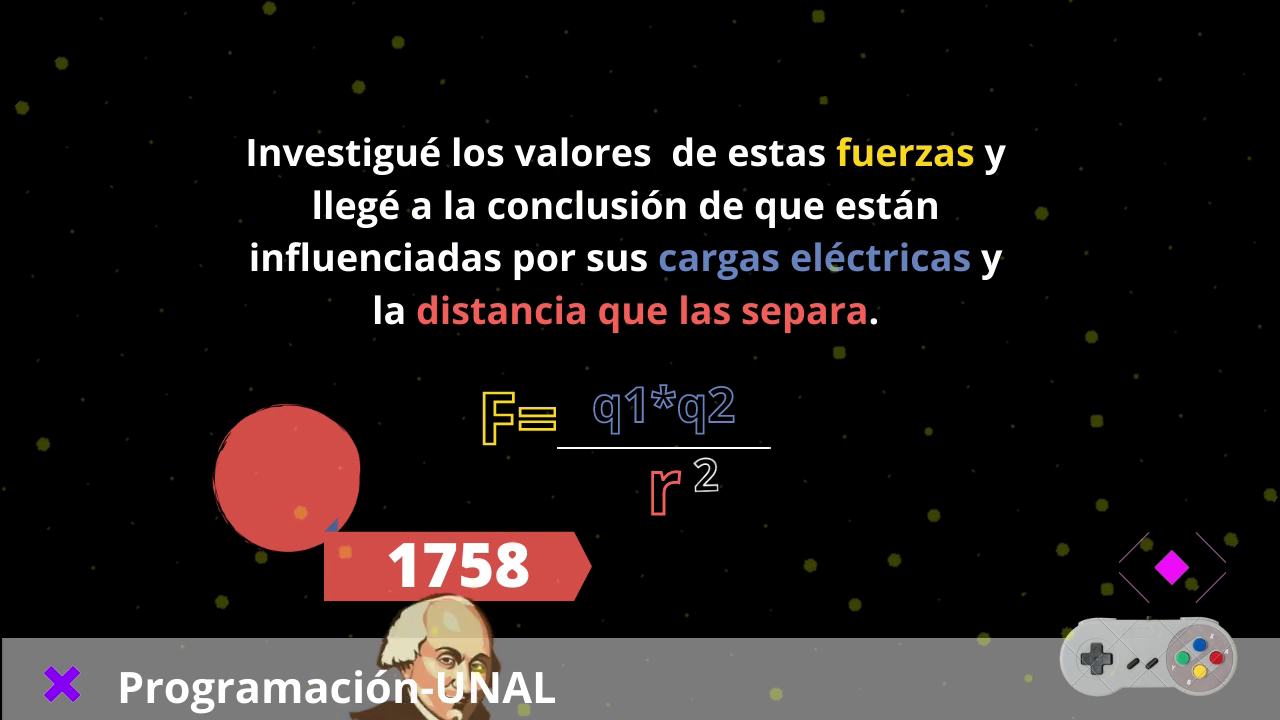 Investigué los valores  de estas fuerzas y
llegé a la conclusión de que están
influenciadas por sus cargas eléctricas y
la distancia que las separa.
F= q1*q2
r 2
1758
Programación-UNAL